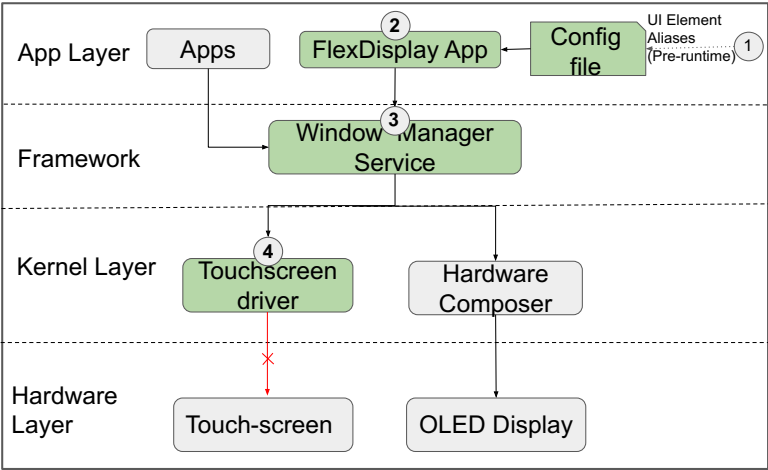 App Layer
Apps
2
FlexDisplay App
Config
file
UI Element
Aliases
(Pre-runtime)
1
Framework
3
Window Manager
Service
Kernel Layer
4
Touchscreen
driver
Hardware
Composer
Hardware
Layer
Touch-screen
OLED Display